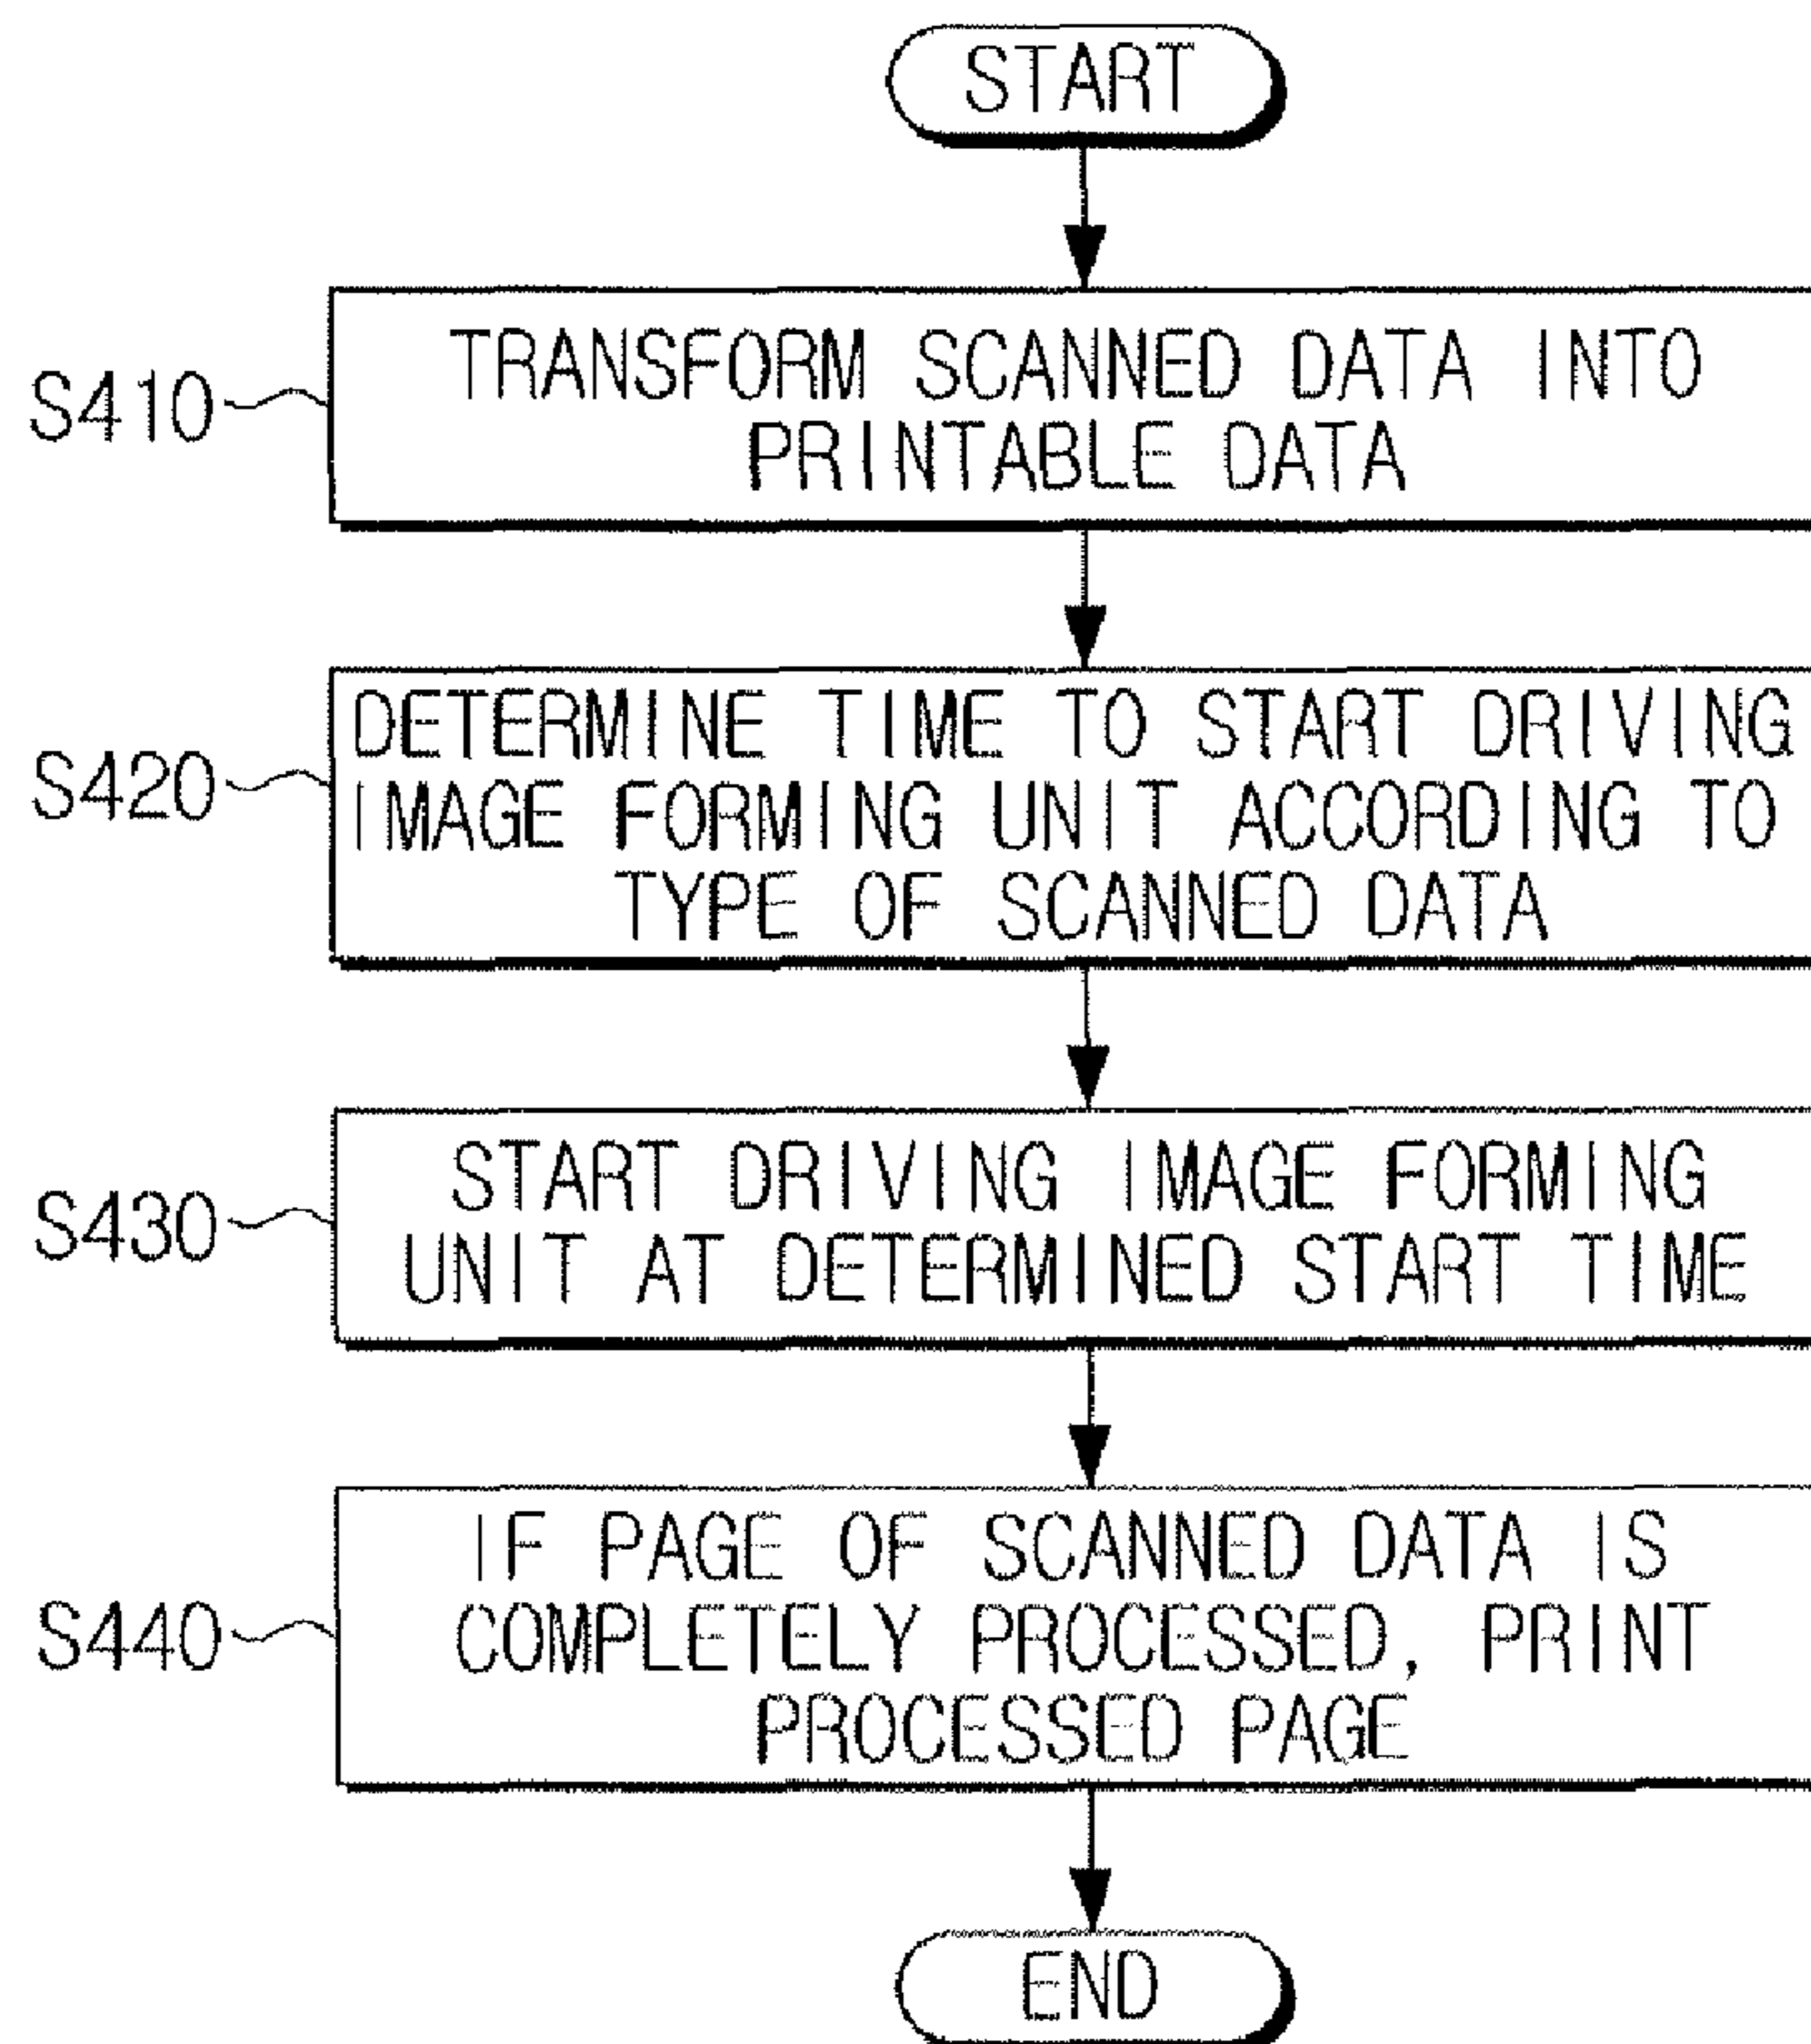 START
S410
TRANSFORM SCANNED DATA INTO
PRINTABLE DATA
S420
DETERMINE TIME TO START DRIVING
IMAGE FORMING UNIT ACCORDING TO
TYPE OF SCANNED DATA
S430
START DRIVING IMAGE FORMING
UNIT AT DETERMINED START TIME
S440
IF PAGE OF SCANNED DATA IS
COMPLETELY PROCESSED, PRINT
PROCESSED PAGE
END